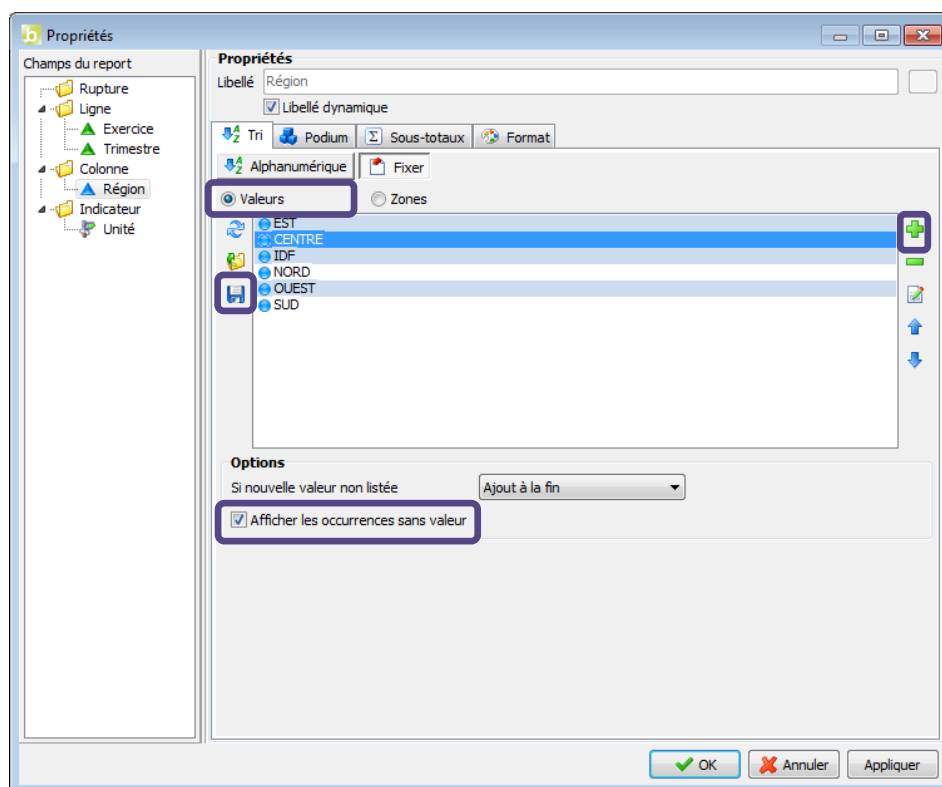 Propriétés
Champs du report
Rupture
Ligne
Exercice
Trimestre
Colonne
Région
Indicateur
Unité
Propriétés
Libellé Région
Libellé dynamique
Tri Podium Σ Sous-totaux Format
Alphanumérique Fixer
Valeurs Zones
EST
CENTRE
IDF
NORD
OUEST
SUD
Options
Si nouvelle valeur non listée Ajout à la fin
Afficher les occurrences sans valeur
OK Annuler Appliquer